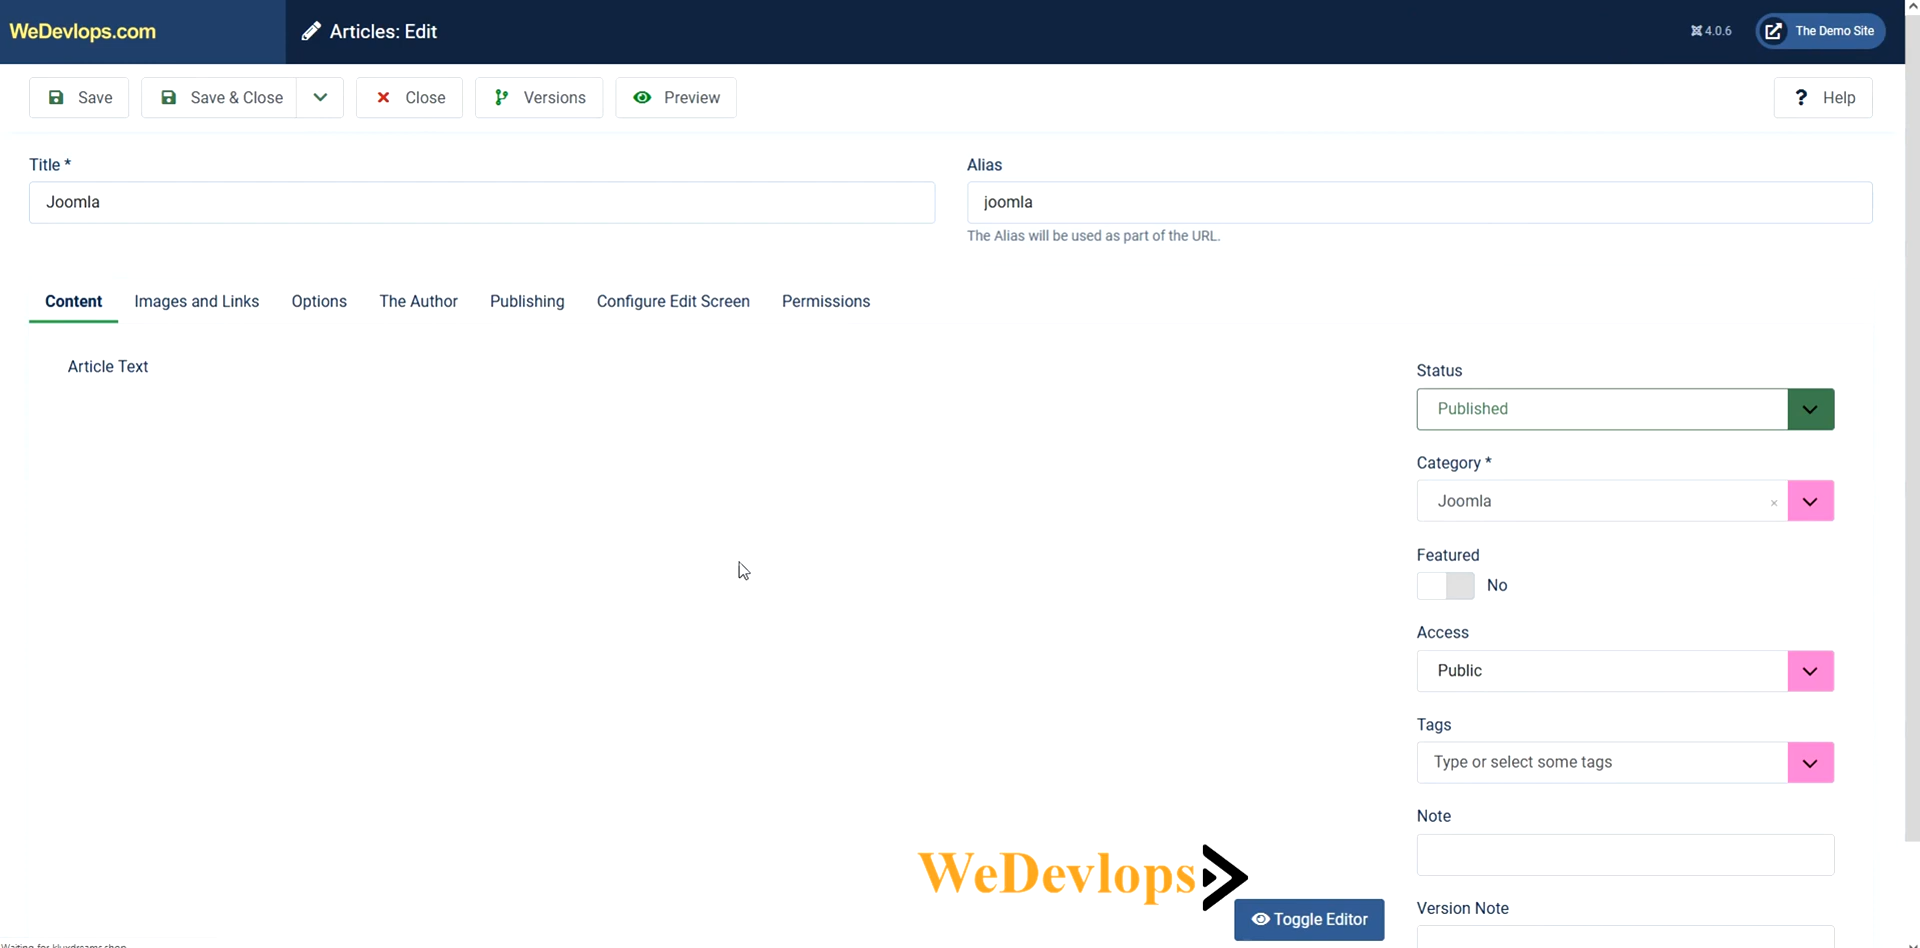 WeDevlops.com
Articles: Edit
4.0.6
The Demo Site
Save
Save & Close
Close
Versions
Preview
? Help
Title *
Alias
Joomla
joomla
The Alias will be used as part of the URL.
Content
Images and Links
Options
The Author
Publishing
Configure Edit Screen
Permissions
Article Text
Status
Published
Category *
Joomla
×
Featured
No
Access
Public
Tags
Type or select some tags
Note
WeDevlops
Toggle Editor
Version Note